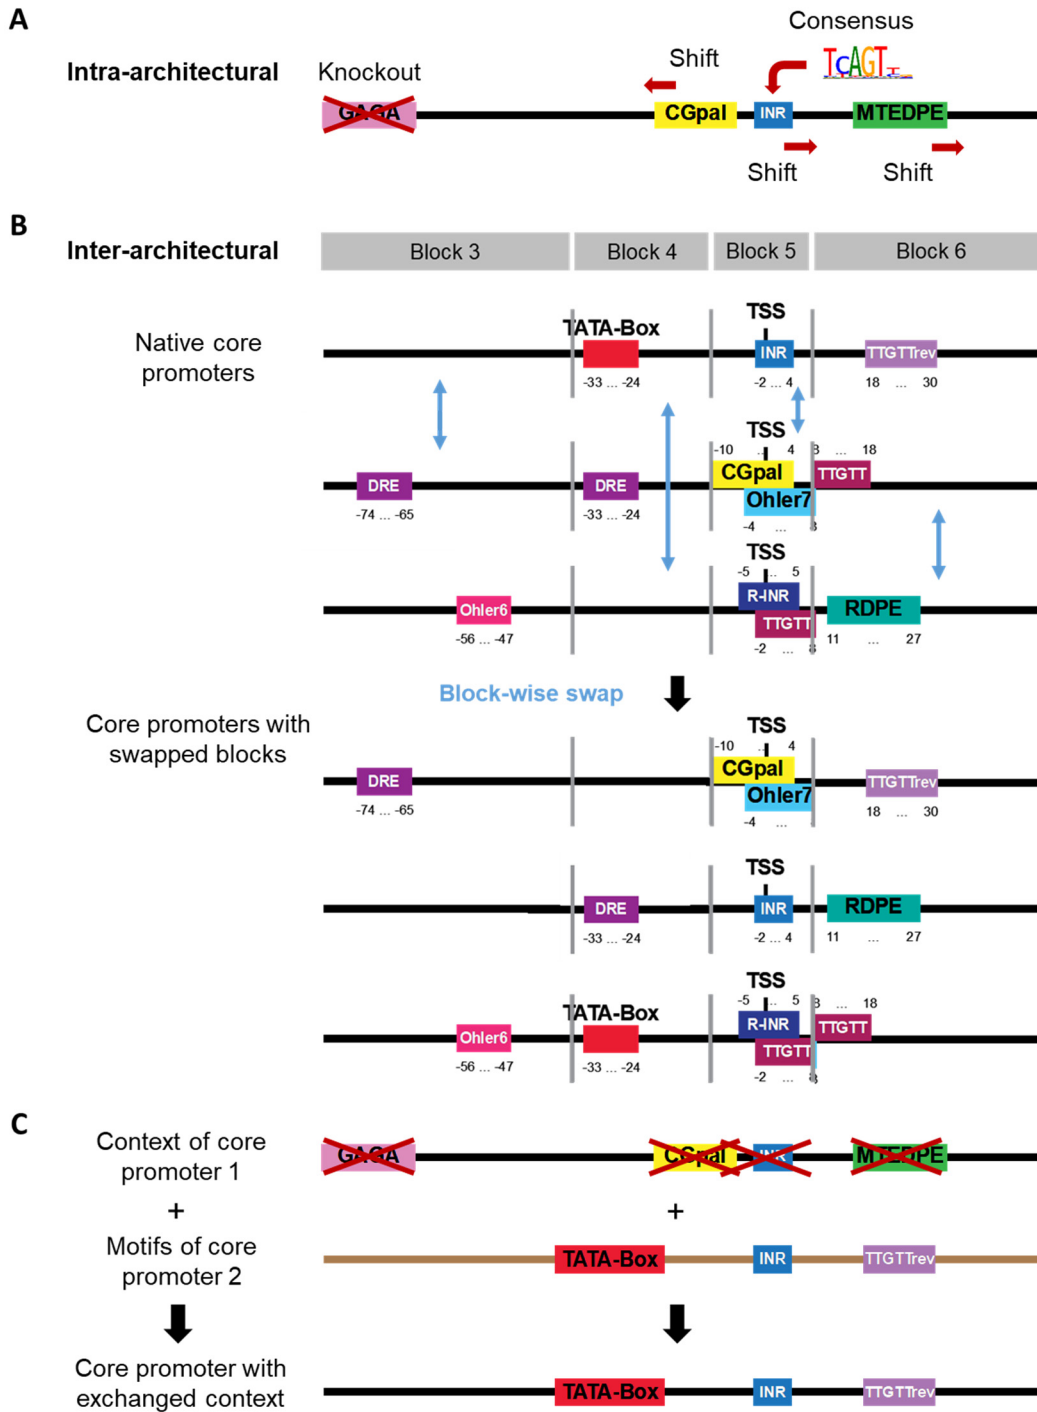 A
Consensus
Intra-architectural
Knockout
Shift
TCAGT
GAGA
CGpal
INR
MTEDPE
Shift
Shift
B
Inter-architectural
Block 3
Block 4
Block 5
Block 6
Native core
promoters
TATA-Box
TSS
INR
TTGTTrev
-33 ... -24
-2 ... 4
18 ... 30
TSS
-10 .. 4
8 ... 18
DRE
DRE
CGpal
TTGTT
Ohler7
-74 ... -65
-33 ... -24
-4 ... 8
TSS
-5 .. 5
Ohler6
R-INR
RDPE
TTGTT
-56 ... -47
-2 ... 8
11 ... 27
Block-wise swap
Core promoters with
swapped blocks
TSS
-10 .. 4
DRE
CGpal
TTGTTrev
Ohler7
-74 ... -65
-4 ...
18 ... 30
TSS
DRE
INR
RDPE
-33 ... -24
-2 ... 4
11 ... 27
TSS
TATA-Box
-5 .. 5
8 ... 18
Ohler6
R-INR
TTGTT
TTGTT
-56 ... -47
-33 ... -24
-2 ... 8
C
Context of core
promoter 1
GAGA
CGpal
INR
MTEDPE
+
+
Motifs of core
promoter 2
TATA-Box
INR
TTGTTrev
Core promoter with
exchanged context
TATA-Box
INR
TTGTTrev